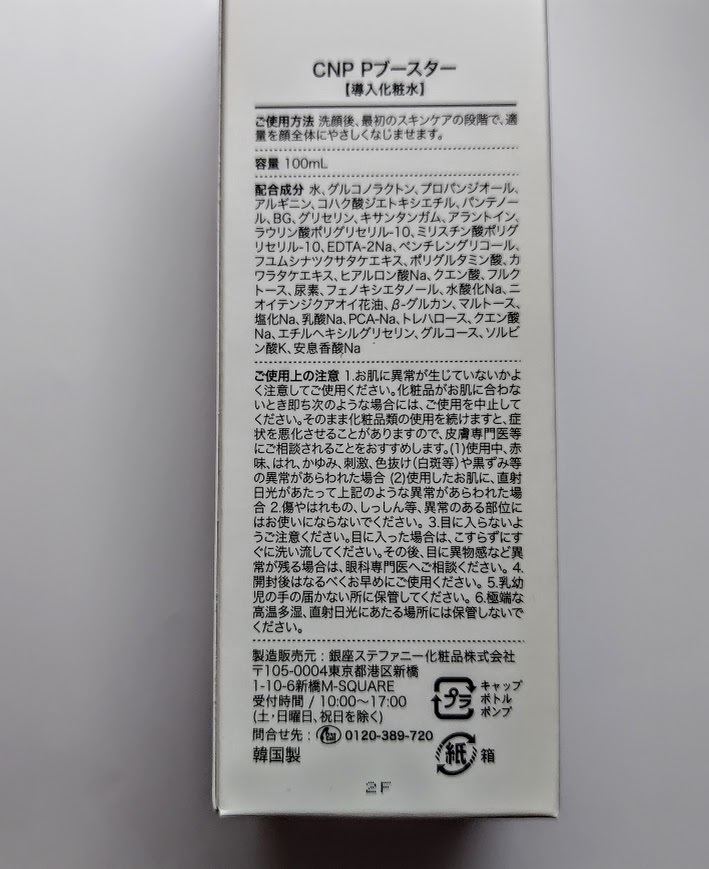 CNP Pブースター
【導入化粧水】
ご使用方法 洗顔後、最初のスキンケアの段階で、適
量を顔全体にやさしくなじませます。
容量 100mL
配合成分 水、グルコノラクトン、プロパンジオール、
アルギニン、コハク酸ジエトキシエチル、パンテノー
ル、BG、グリセリン、キサンタンガム、アラントイン、
ラウリン酸ポリグリセリル-10、ミリスチン酸ポリグ
リセリル-10、EDTA-2Na、ペンチレングリコール、
フユムシナツクサタケエキス、ポリグルタミン酸、カ
ワラタケエキス、ヒアルロン酸Na、クエン酸、フルク
トース、尿素、フェノキシエタノール、水酸化Na、ニ
オイテンジクアオイ花油、β-グルカン、マルトース、
塩化Na、乳酸Na、PCA-Na、トレハロース、クエン酸
Na、エチルヘキシルグリセリン、グルコース、ソルビ
ン酸K、安息香酸Na
ご使用上の注意 1.お肌に異常が生じていないかよ
く注意してご使用ください。化粧品がお肌に合わな
いとき即ち次のような場合には、ご使用を中止して
ください。そのまま化粧品類の使用を続けますと、症
状を悪化させることがありますので、皮膚専門医等
にご相談されることをおすすめします。(1)使用中、赤
味、はれ、かゆみ、刺激、色抜け(白斑等)や黒ずみ等
の異常があらわれた場合 (2)使用したお肌に、直射
日光があたって上記のような異常があらわれた場
合 2.傷やはれもの、しっしん等、異常のある部位に
はお使いにならないでください。 3.目に入らないよ
うご注意ください。目に入った場合は、こすらずにす
ぐに洗い流してください。その後、目に異物感など異
常が残る場合は、眼科専門医へご相談ください。 4.
開封後はなるべくお早めにご使用ください。 5.乳幼
児の手の届かない所に保管してください。 6.極端な
高温多湿、直射日光にあたる場所には保管しないで
ください。
製造販売元 : 銀座ステファニー化粧品株式会社
〒105-0004東京都港区新橋
1-10-6新橋M-SQUARE
受付時間 / 10:00〜17:00
(土・日曜日、祝日を除く)
問合せ先 : 0120-389-720
韓国製
プラ
キャップ
ボトル
ポンプ
紙 箱
2F